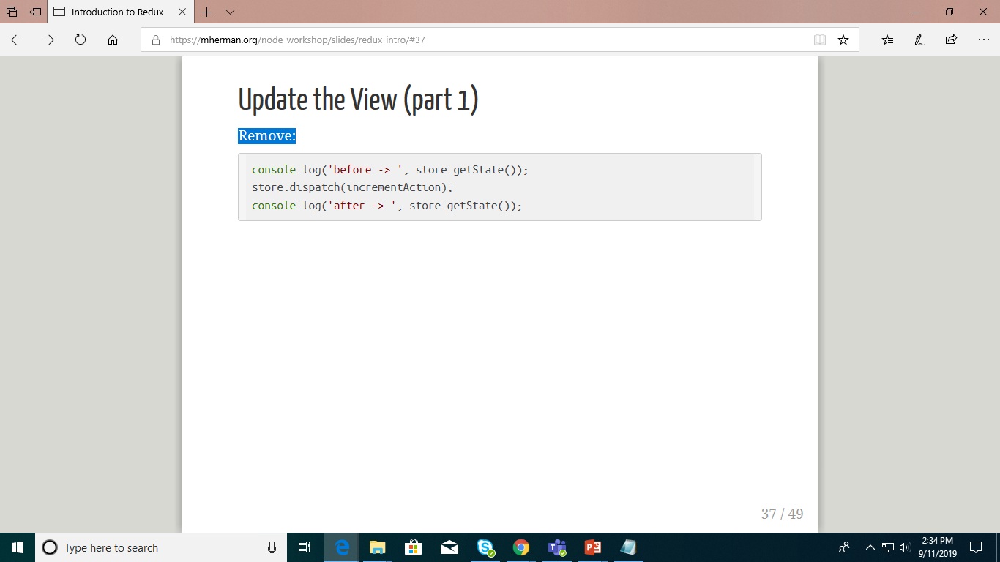 Introduction to Redux
https://mherman.org/node-workshop/slides/redux-intro/#37
Update the View (part 1)
Remove:
console.log('before -> ', store.getState());
store.dispatch(incrementAction);
console.log('after -> ', store.getState());
37 / 49
Type here to search
2:34 PM
9/11/2019